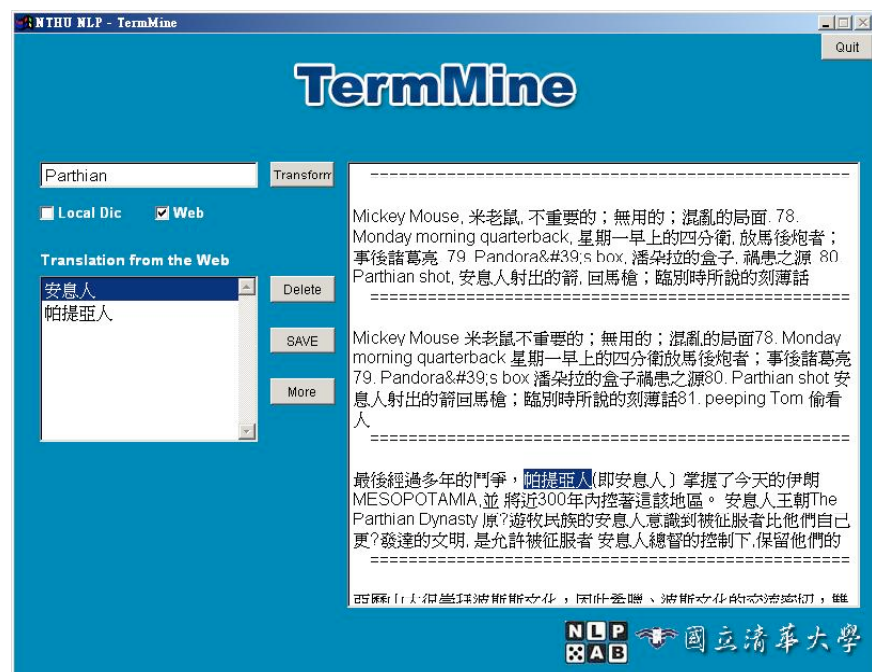 NTHU NLP - TermMine
Quit
TermMine
Parthian
Transform
Local Dic
Web
Translation from the Web
安息人
帕提亞人
Delete
SAVE
More
--------------------------------------------------
Mickey Mouse, 米老鼠, 不重要的；無用的；混亂的局面. 78.
Monday morning quarterback, 星期一早上的四分衛, 放馬後炮者；
事後諸葛亮. 79. Pandora&#39;s box, 潘朵拉的盒子, 禍患之源. 80.
Parthian shot, 安息人射出的箭, 回馬槍；臨別時所說的刻薄話
==================================================
Mickey Mouse 米老鼠不重要的；無用的；混亂的局面78. Monday
morning quarterback 星期一早上的四分衛放馬後炮者；事後諸葛亮
79. Pandora&#39;s box 潘朵拉的盒子禍患之源80. Parthian shot 安
息人射出的箭回馬槍；臨別時所說的刻薄話81. peeping Tom 偷看
人
==================================================
最後經過多年的鬥爭，帕提亞人(即安息人〕掌握了今天的伊朗
MESOPOTAMIA,並 將近300年內控著這該地區。 安息人王朝The
Parthian Dynasty 原?遊牧民族的安息人意識到被征服者比他們自己
更?發達的文明, 是允許被征服者 安息人總督的控制下,保留他們的
==================================================
NLP
LAB
國立清華大學